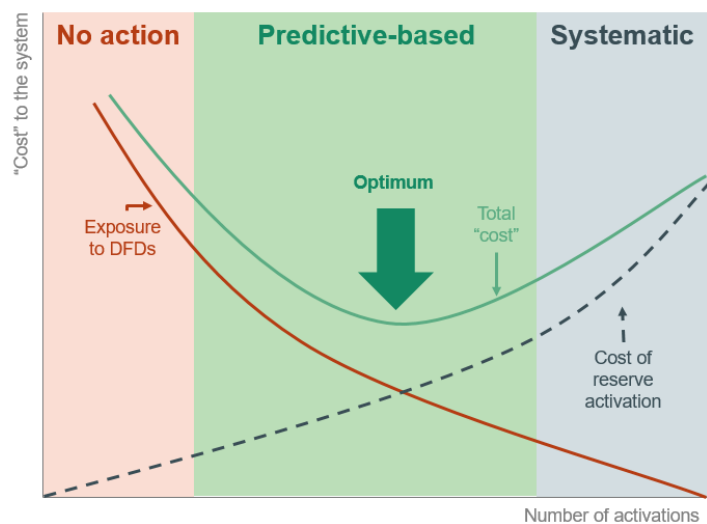 No action
Predictive-based
Systematic
"Cost" to the system
Optimum
Exposure
to DFDs
Total
"cost"
Cost of
reserve
activation
Number of activations